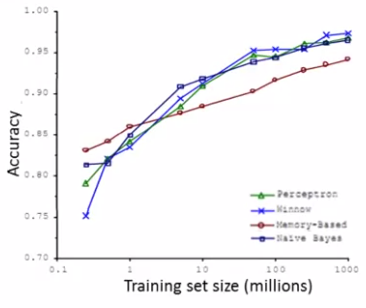 1.00
0.95
0.90
0.85
0.80
0.75
0.70
Accuracy
Perceptron
Winnow
Memory-Based
Naive Bayes
0.1 1 10 100 1000
Training set size (millions)